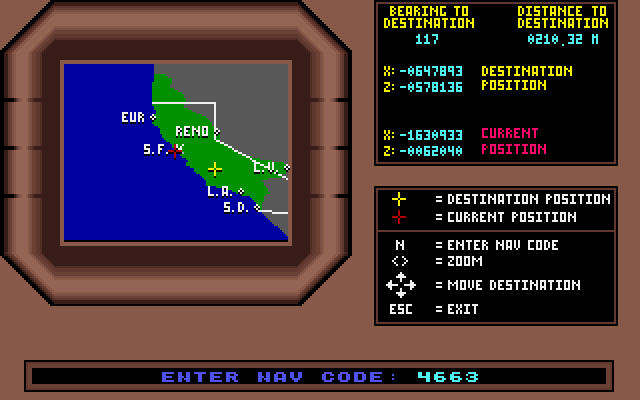 BEARING TO DESTINATION
117
DISTANCE TO DESTINATION
0210.32 M
X: -0647893 DESTINATION
Z: -0578136 POSITION
X: -1630933 CURRENT
Z: -0062040 POSITION
EUR
RENO
S.F.
L.V.
L.A.
S.D.
= DESTINATION POSITION
= CURRENT POSITION
N = ENTER NAV CODE
<> = ZOOM
= MOVE DESTINATION
ESC = EXIT
ENTER NAV CODE: 4663